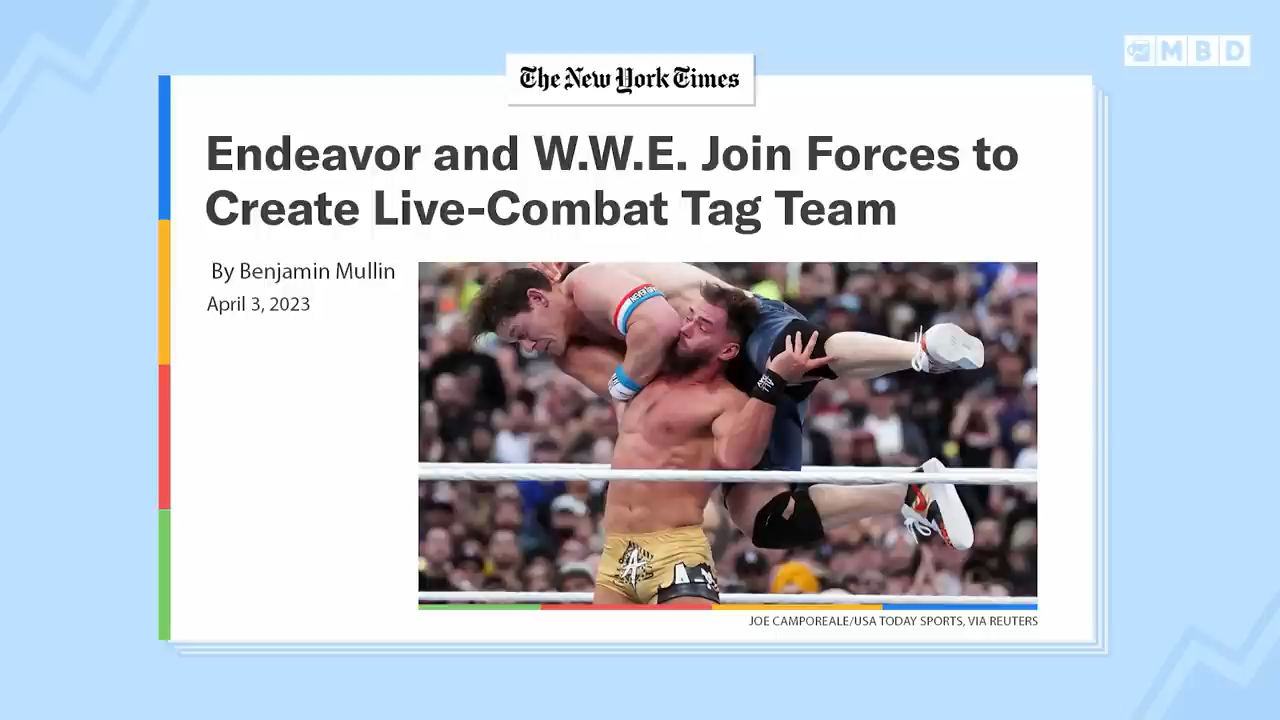 MBD
The New York Times
Endeavor and W.W.E. Join Forces to
Create Live-Combat Tag Team
By Benjamin Mullin
April 3, 2023
JOE CAMPOREALE/USA TODAY SPORTS, VIA REUTERS